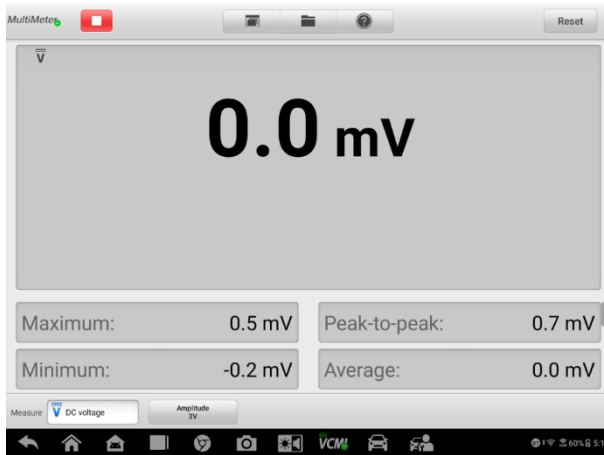 MultiMeter
Reset
V
0.0 mV
Maximum: 0.5 mV
Peak-to-peak: 0.7 mV
Minimum: -0.2 mV
Average: 0.0 mV
Measure V DC voltage
Amplitude
3V
VCMI
60%